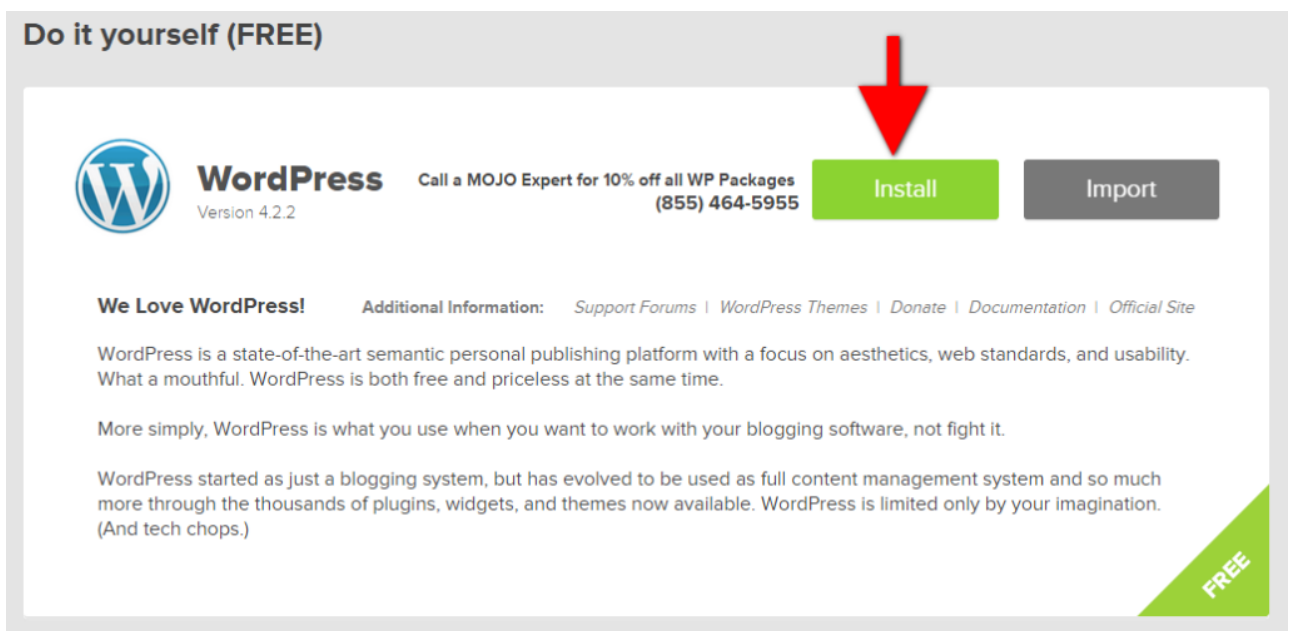 Do it yourself (FREE)
WordPress
Version 4.2.2
Call a MOJO Expert for 10% off all WP Packages
(855) 464-5955
Install
Import
We Love WordPress! Additional Information: Support Forums | WordPress Themes | Donate | Documentation | Official Site
WordPress is a state-of-the-art semantic personal publishing platform with a focus on aesthetics, web standards, and usability.
What a mouthful. WordPress is both free and priceless at the same time.
More simply, WordPress is what you use when you want to work with your blogging software, not fight it.
WordPress started as just a blogging system, but has evolved to be used as full content management system and so much
more through the thousands of plugins, widgets, and themes now available. WordPress is limited only by your imagination.
(And tech chops.)
FREE